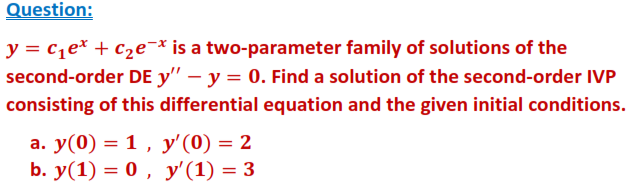 Question:
y = c₁eˣ + c₂e⁻ˣ is a two-parameter family of solutions of the
second-order DE y′′ − y = 0. Find a solution of the second-order IVP
consisting of this differential equation and the given initial conditions.
a. y(0) = 1 , y′(0) = 2
b. y(1) = 0 , y′(1) = 3